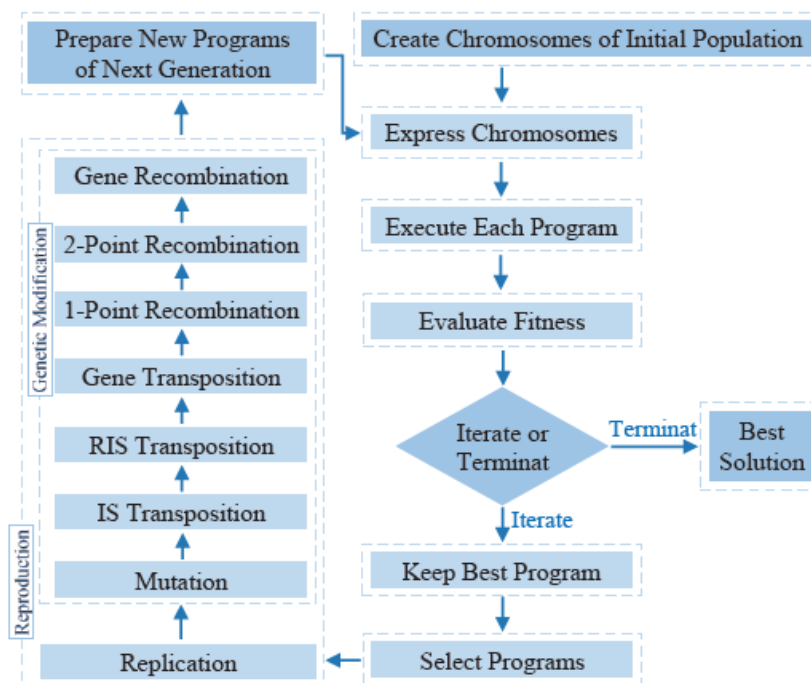 Prepare New Programs
of Next Generation
Create Chromosomes of Initial Population
Express Chromosomes
Execute Each Program
Evaluate Fitness
Iterate or
Terminat
Terminat
Best
Solution
Iterate
Keep Best Program
Select Programs
Gene Recombination
2-Point Recombination
1-Point Recombination
Gene Transposition
RIS Transposition
IS Transposition
Mutation
Replication
Genetic Modification
Reproduction